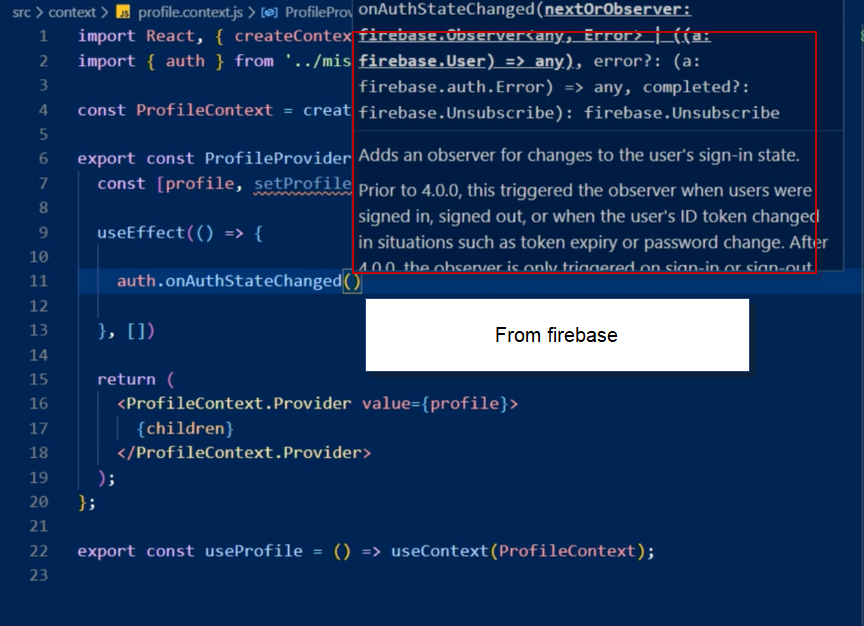 src > context > JS profile.context.js > ProfileProv
onAuthStateChanged(nextOrObserver:
firebase.Observer<any, Error> | ((a:
firebase.User) => any), error?: (a:
firebase.auth.Error) => any, completed?:
firebase.Unsubscribe): firebase.Unsubscribe
Adds an observer for changes to the user's sign-in state.
Prior to 4.0.0, this triggered the observer when users were
signed in, signed out, or when the user's ID token changed
in situations such as token expiry or password change. After
4.0.0, the observer is only triggered on sign-in or sign-out.
1 import React, { createContex
2 import { auth } from '../mis
3
4 const ProfileContext = creat
5
6 export const ProfileProvider
7 const [profile, setProfile
8
9 useEffect(() => {
10
11 auth.onAuthStateChanged()
12
13 }, [])
14
15 return (
16 <ProfileContext.Provider value={profile}>
17 {children}
18 </ProfileContext.Provider>
19 );
20 };
21
22 export const useProfile = () => useContext(ProfileContext);
23
From firebase